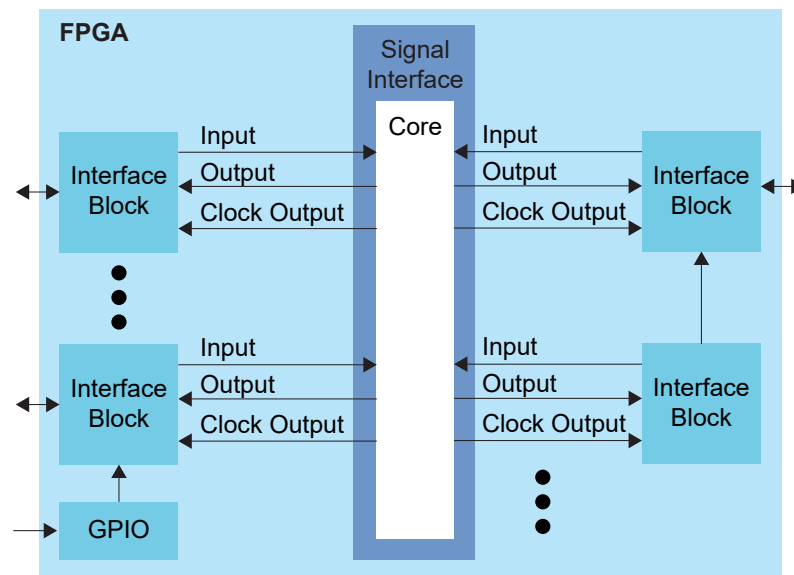 FPGA
Signal
Interface
Core
Input
Output
Clock Output
Interface
Block
Input
Output
Clock Output
Interface
Block
Input
Output
Clock Output
Interface
Block
Input
Output
Clock Output
Interface
Block
GPIO